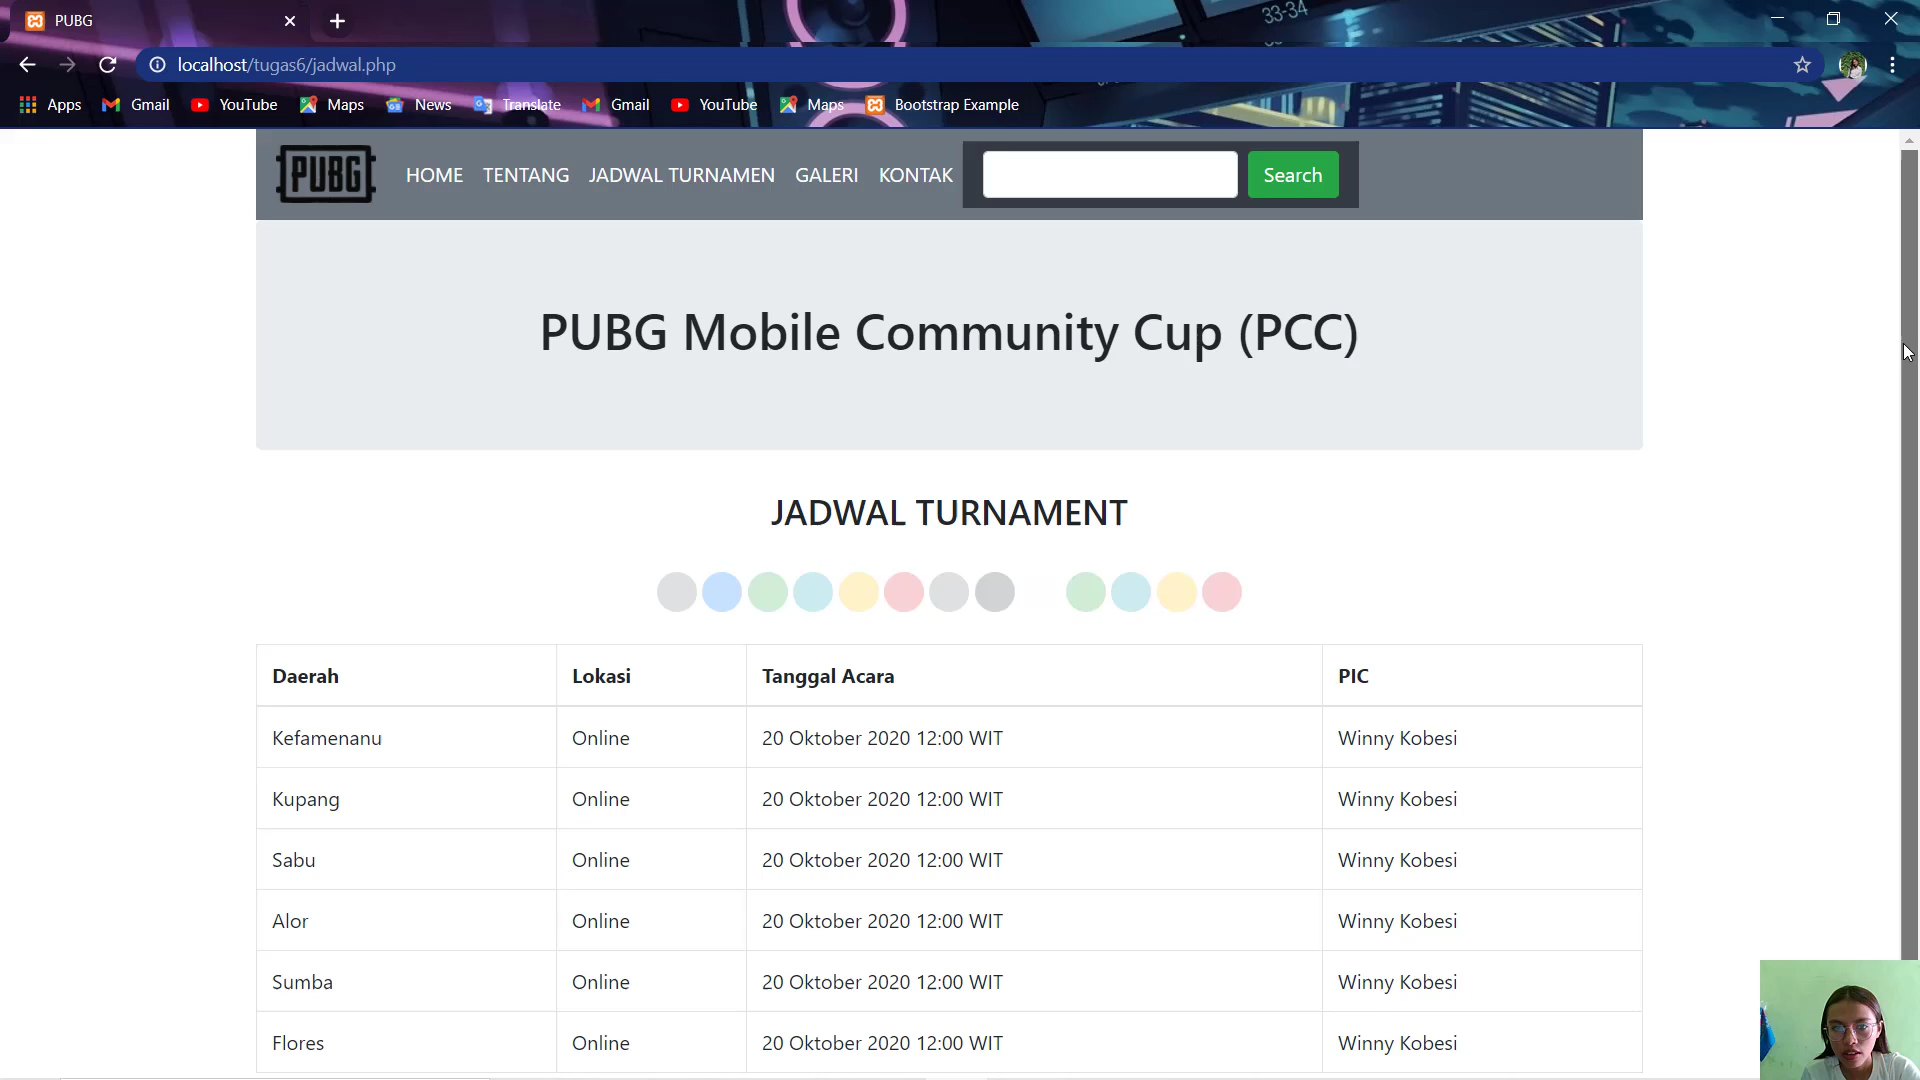 PUBG
33-34
localhost/tugas6/jadwal.php
Apps Gmail YouTube Maps News Translate Gmail YouTube Maps Bootstrap Example
PUBG HOME TENTANG JADWAL TURNAMEN GALERI KONTAK Search
PUBG Mobile Community Cup (PCC)
JADWAL TURNAMENT
Daerah Lokasi Tanggal Acara PIC
Kefamenanu Online 20 Oktober 2020 12:00 WIT Winny Kobesi
Kupang Online 20 Oktober 2020 12:00 WIT Winny Kobesi
Sabu Online 20 Oktober 2020 12:00 WIT Winny Kobesi
Alor Online 20 Oktober 2020 12:00 WIT Winny Kobesi
Sumba Online 20 Oktober 2020 12:00 WIT Winny Kobesi
Flores Online 20 Oktober 2020 12:00 WIT Winny Kobesi